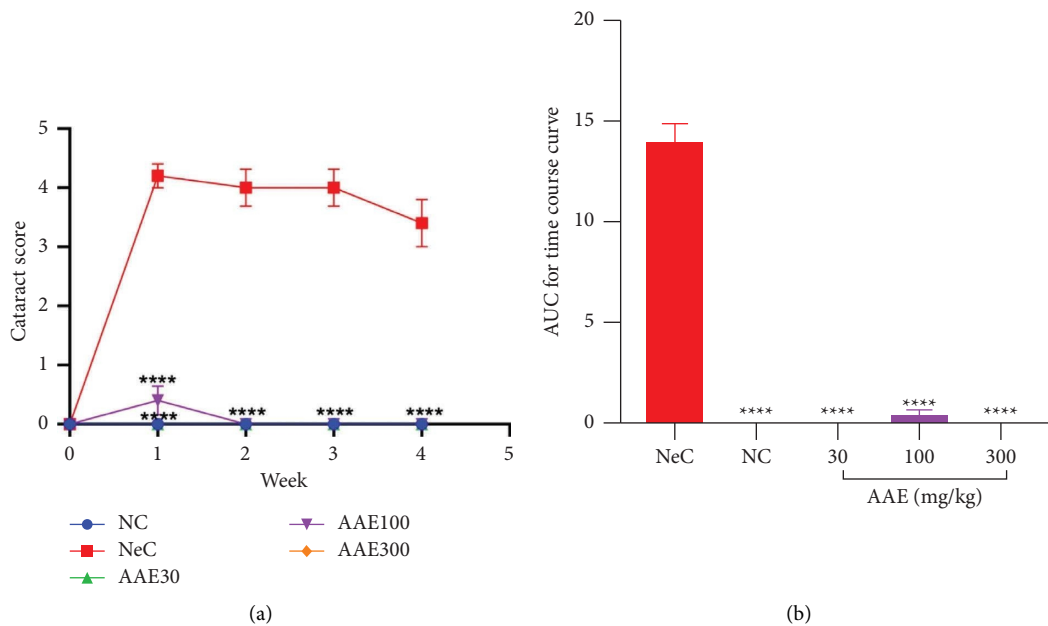 5
4
3
2
1
0
Cataract score
**** 
****
****
****
****
0
1
2
3
4
5
Week
NC
NeC
AAE30
AAE100
AAE300
(a)
20
15
10
5
0
AUC for time course curve
****
****
****
****
NeC
NC
30
100
300
AAE (mg/kg)
(b)